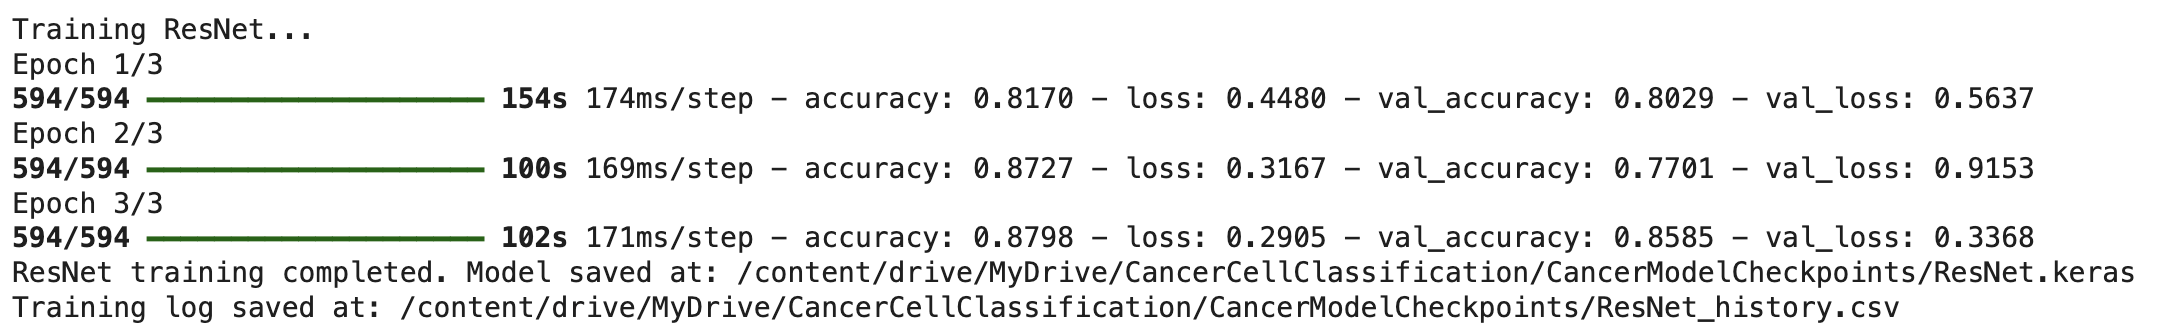 Training ResNet...
Epoch 1/3
594/594 ━━━━━━━━━━━━━━━━━━━━ 154s 174ms/step - accuracy: 0.8170 - loss: 0.4480 - val_accuracy: 0.8029 - val_loss: 0.5637
Epoch 2/3
594/594 ━━━━━━━━━━━━━━━━━━━━ 100s 169ms/step - accuracy: 0.8727 - loss: 0.3167 - val_accuracy: 0.7701 - val_loss: 0.9153
Epoch 3/3
594/594 ━━━━━━━━━━━━━━━━━━━━ 102s 171ms/step - accuracy: 0.8798 - loss: 0.2905 - val_accuracy: 0.8585 - val_loss: 0.3368
ResNet training completed. Model saved at: /content/drive/MyDrive/CancerCellClassification/CancerModelCheckpoints/ResNet.keras
Training log saved at: /content/drive/MyDrive/CancerCellClassification/CancerModelCheckpoints/ResNet_history.csv